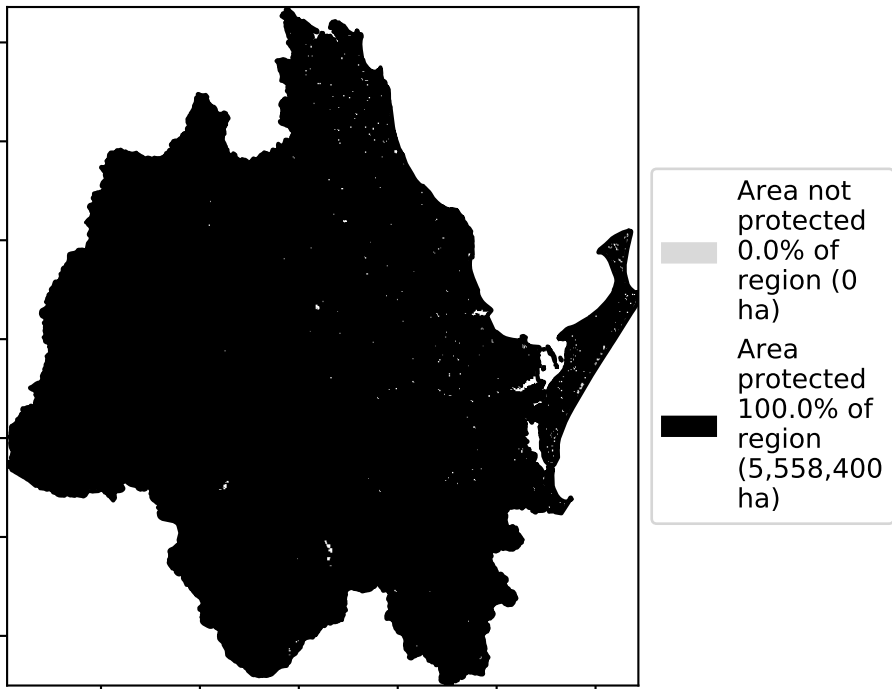 Area not
protected
0.0% of
region (0
ha)
Area
protected
100.0% of
region
(5,558,400
ha)